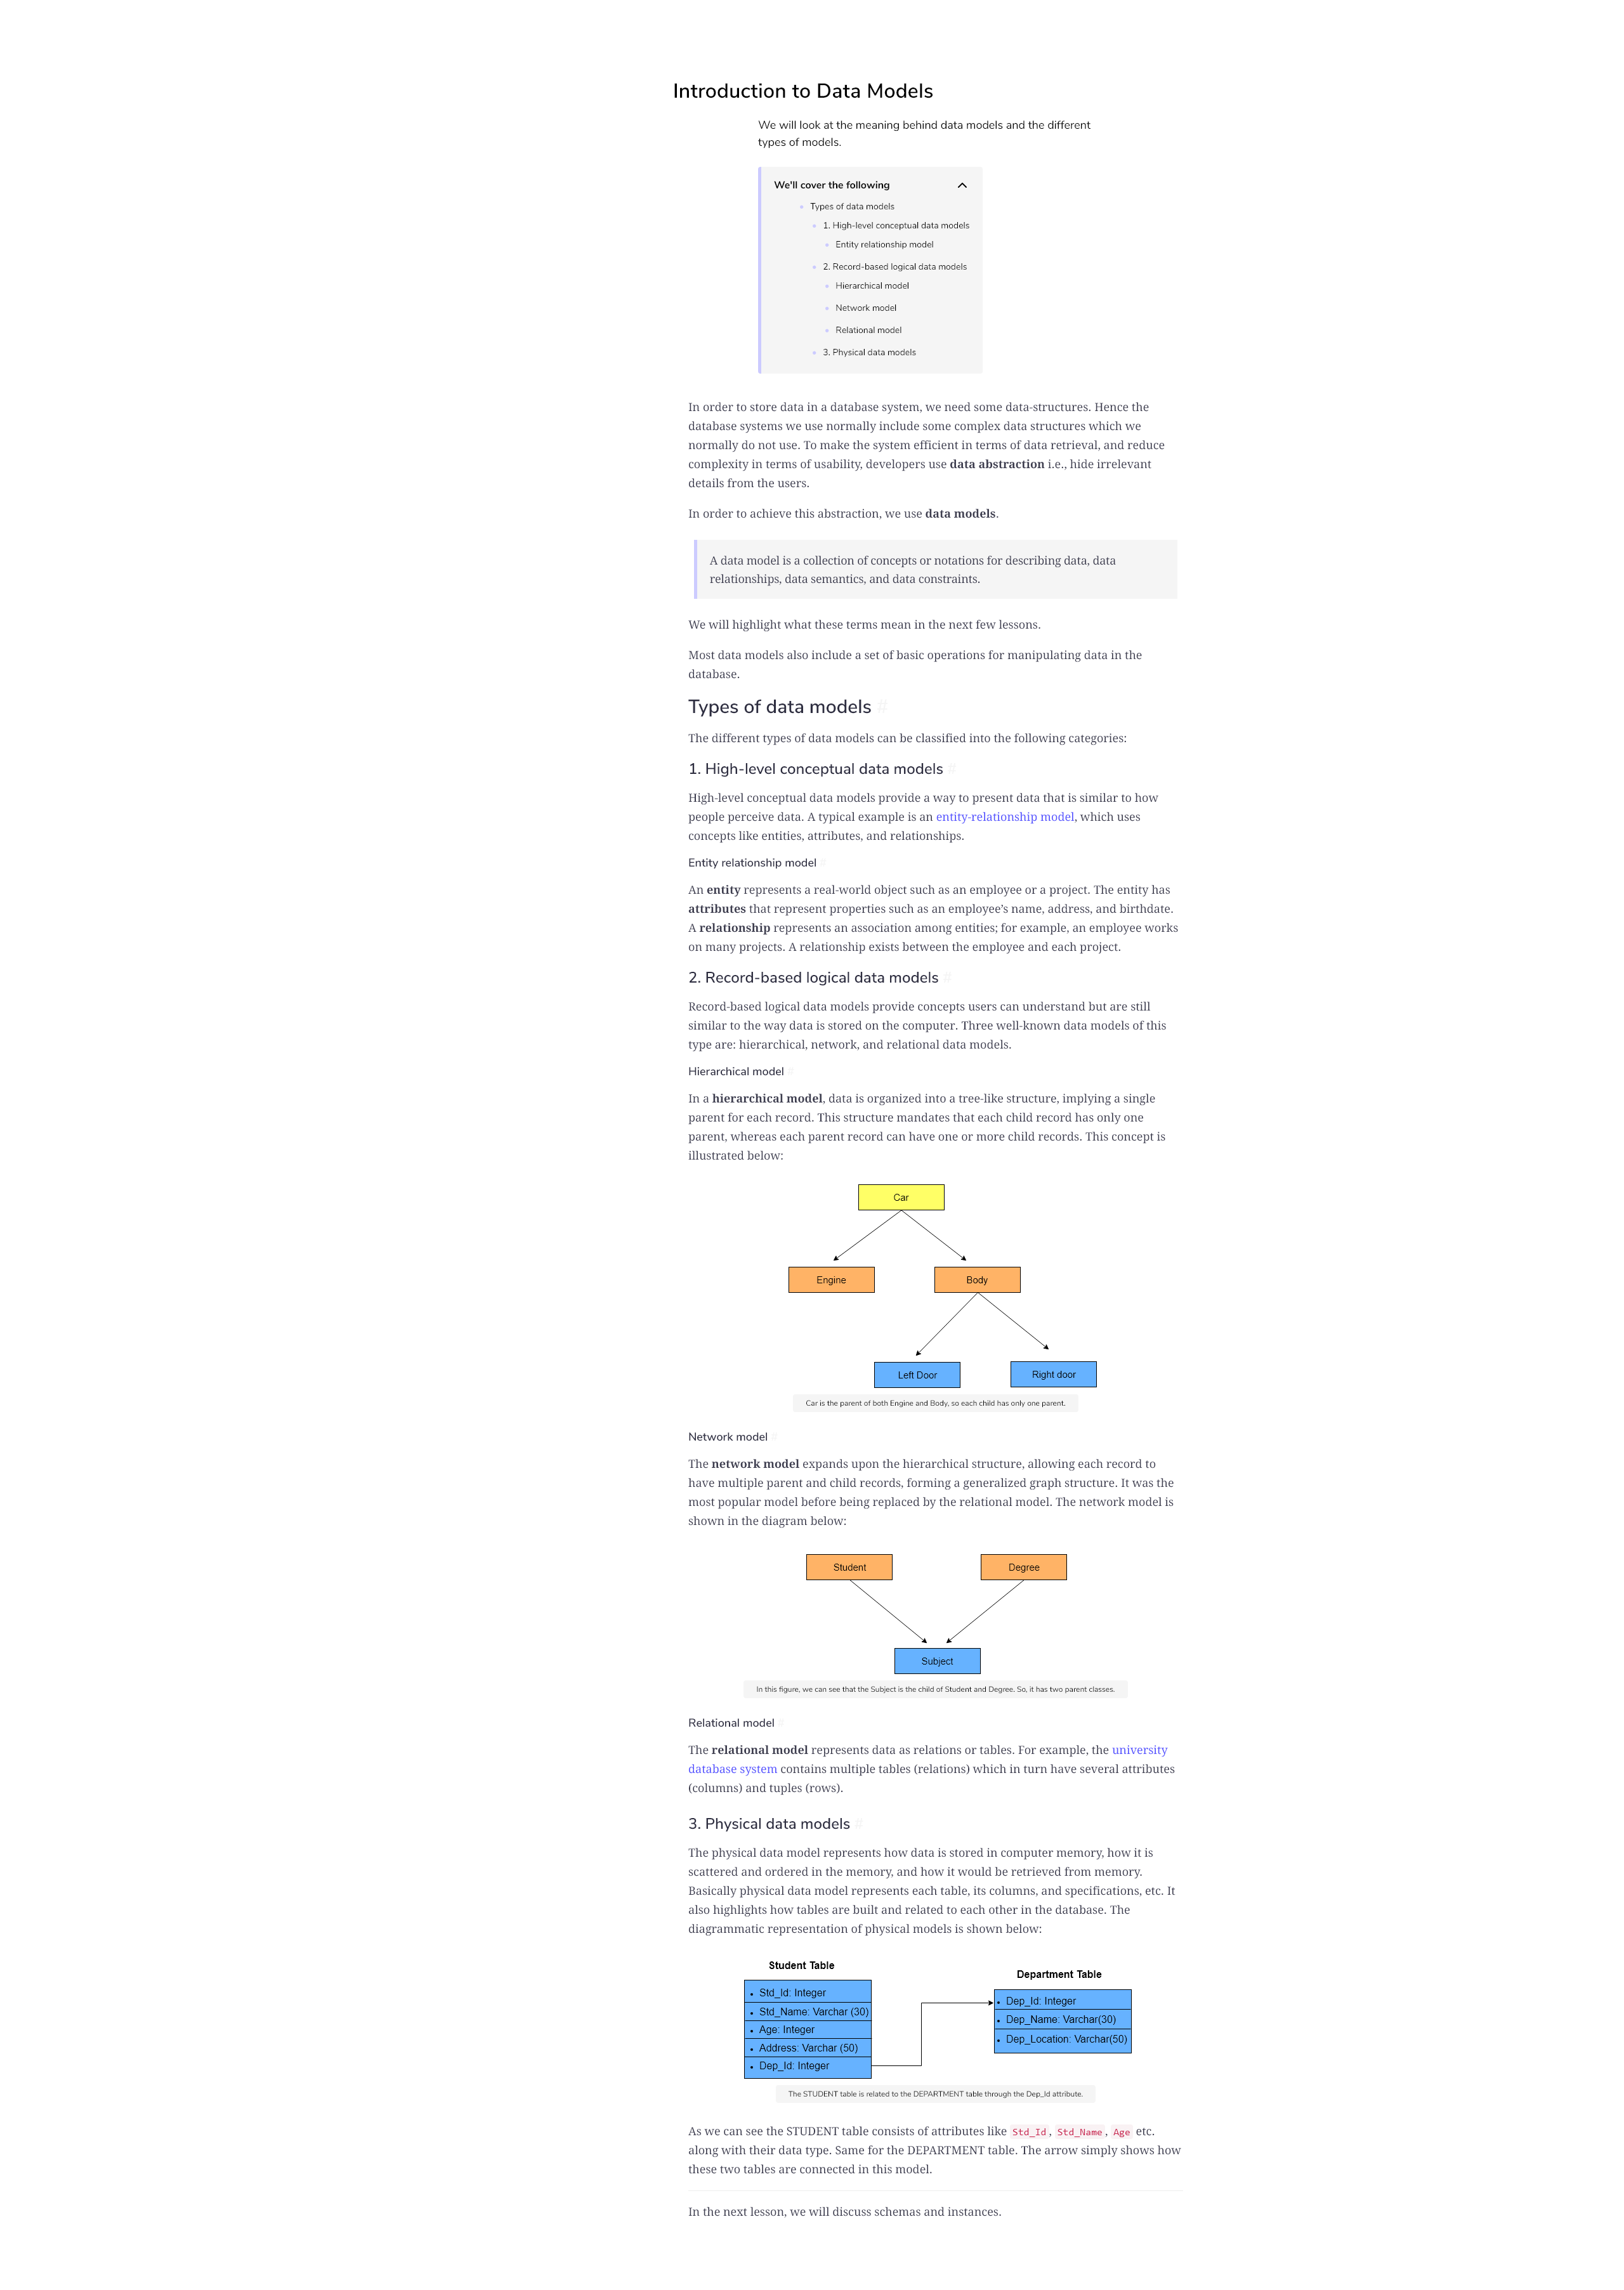 Introduction to Data Models
We will look at the meaning behind data models and the different
types of models.
We'll cover the following
Types of data models
1. High-level conceptual data models
Entity relationship model
2. Record-based logical data models
Hierarchical model
Network model
Relational model
3. Physical data models
In order to store data in a database system, we need some data-structures. Hence the
database systems we use normally include some complex data structures which we
normally do not use. To make the system efficient in terms of data retrieval, and reduce
complexity in terms of usability, developers use data abstraction i.e., hide irrelevant
details from the users.
In order to achieve this abstraction, we use data models.
A data model is a collection of concepts or notations for describing data, data
relationships, data semantics, and data constraints.
We will highlight what these terms mean in the next few lessons.
Most data models also include a set of basic operations for manipulating data in the
database.
Types of data models #
The different types of data models can be classified into the following categories:
1. High-level conceptual data models #
High-level conceptual data models provide a way to present data that is similar to how
people perceive data. A typical example is an entity-relationship model, which uses
concepts like entities, attributes, and relationships.
Entity relationship model #
An entity represents a real-world object such as an employee or a project. The entity has
attributes that represent properties such as an employee’s name, address, and birthdate.
A relationship represents an association among entities; for example, an employee works
on many projects. A relationship exists between the employee and each project.
2. Record-based logical data models #
Record-based logical data models provide concepts users can understand but are still
similar to the way data is stored on the computer. Three well-known data models of this
type are: hierarchical, network, and relational data models.
Hierarchical model #
In a hierarchical model, data is organized into a tree-like structure, implying a single
parent for each record. This structure mandates that each child record has only one
parent, whereas each parent record can have one or more child records. This concept is
illustrated below:
Car
Engine
Body
Left Door
Right door
Car is the parent of both Engine and Body, so each child has only one parent.
Network model #
The network model expands upon the hierarchical structure, allowing each record to
have multiple parent and child records, forming a generalized graph structure. It was the
most popular model before being replaced by the relational model. The network model is
shown in the diagram below:
Student
Degree
Subject
In this figure, we can see that the Subject is the child of Student and Degree. So, it has two parent classes.
Relational model #
The relational model represents data as relations or tables. For example, the university
database system contains multiple tables (relations) which in turn have several attributes
(columns) and tuples (rows).
3. Physical data models #
The physical data model represents how data is stored in computer memory, how it is
scattered and ordered in the memory, and how it would be retrieved from memory.
Basically physical data model represents each table, its columns, and specifications, etc. It
also highlights how tables are built and related to each other in the database. The
diagrammatic representation of physical models is shown below:
Student Table
Std_Id: Integer
Std_Name: Varchar (30)
Age: Integer
Address: Varchar (50)
Dep_Id: Integer
Department Table
Dep_Id: Integer
Dep_Name: Varchar(30)
Dep_Location: Varchar(50)
The STUDENT table is related to the DEPARTMENT table through the Dep_Id attribute.
As we can see the STUDENT table consists of attributes like Std_Id, Std_Name, Age etc.
along with their data type. Same for the DEPARTMENT table. The arrow simply shows how
these two tables are connected in this model.
In the next lesson, we will discuss schemas and instances.